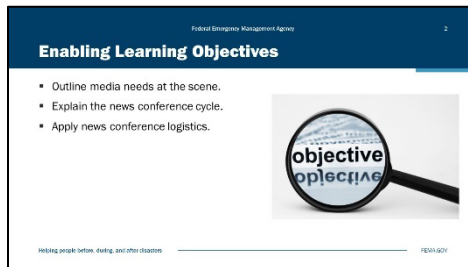 Federal Emergency Management Agency
2
Enabling Learning Objectives
▪ Outline media needs at the scene.
▪ Explain the news conference cycle.
▪ Apply news conference logistics.
objective
objective
Helping people before, during, and after disasters
FEMA.GOV